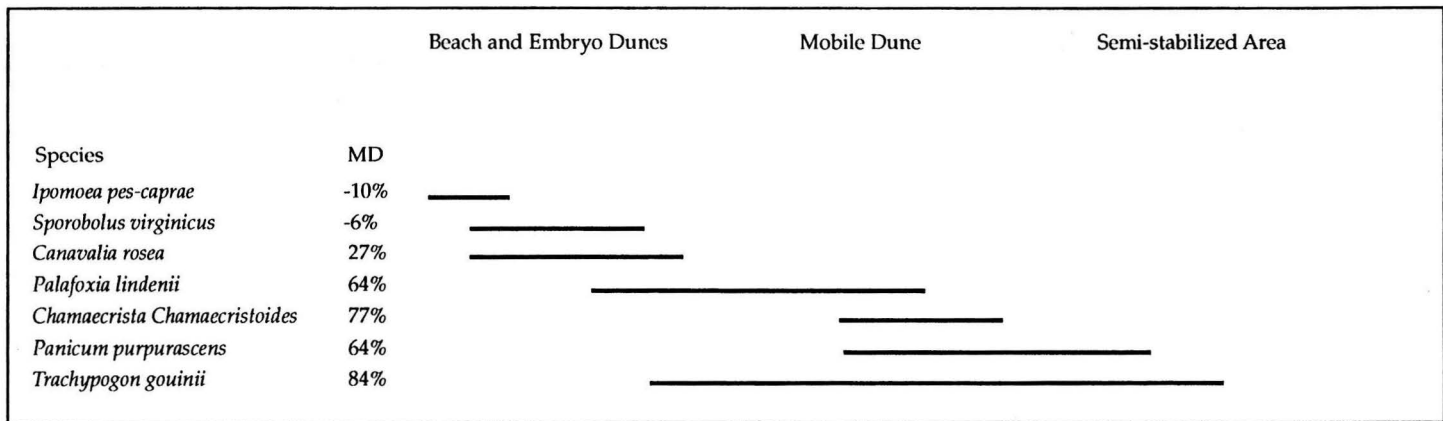 Beach and Embryo Dunes Mobile Dune Semi-stabilized Area
Species MD
Ipomoea pes-caprae -10%
Sporobolus virginicus -6%
Canavalia rosea 27%
Palafoxia lindenii 64%
Chamaecrista Chamaecristoides 77%
Panicum purpurascens 64%
Trachypogon gouinii 84%